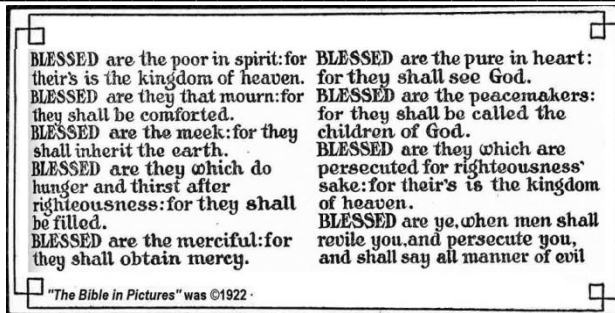 BLESSED are the poor in spirit:for
their's is the kingdom of heaven.
BLESSED are they that mourn:for
they shall be comforted.
BLESSED are the meek:for they
shall inherit the earth.
BLESSED are they which do
hunger and thirst after
righteousness:for they shall
be filled.
BLESSED are the merciful:for
they shall obtain mercy.
BLESSED are the pure in heart:
for they shall see God.
BLESSED are the peacemakers:
for they shall be called the
children of God.
BLESSED are they which are
persecuted for righteousness'
sake:for their's is the kingdom
of heaven.
BLESSED are ye,when men shall
revile you,and persecute you,
and shall say all manner of evil
"The Bible in Pictures" was ©1922 ·